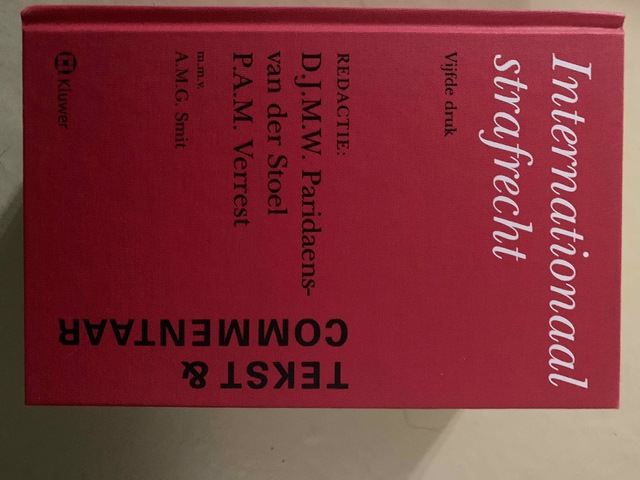 Internationaal
strafrecht
Vijfde druk
REDACTIE:
D.J.M.W. Paridaens-
van der Stoel
P.A.M. Verrest
m.m.v.
A.M.G. Smit
Kluwer
TEKST &
COMMENTAAR